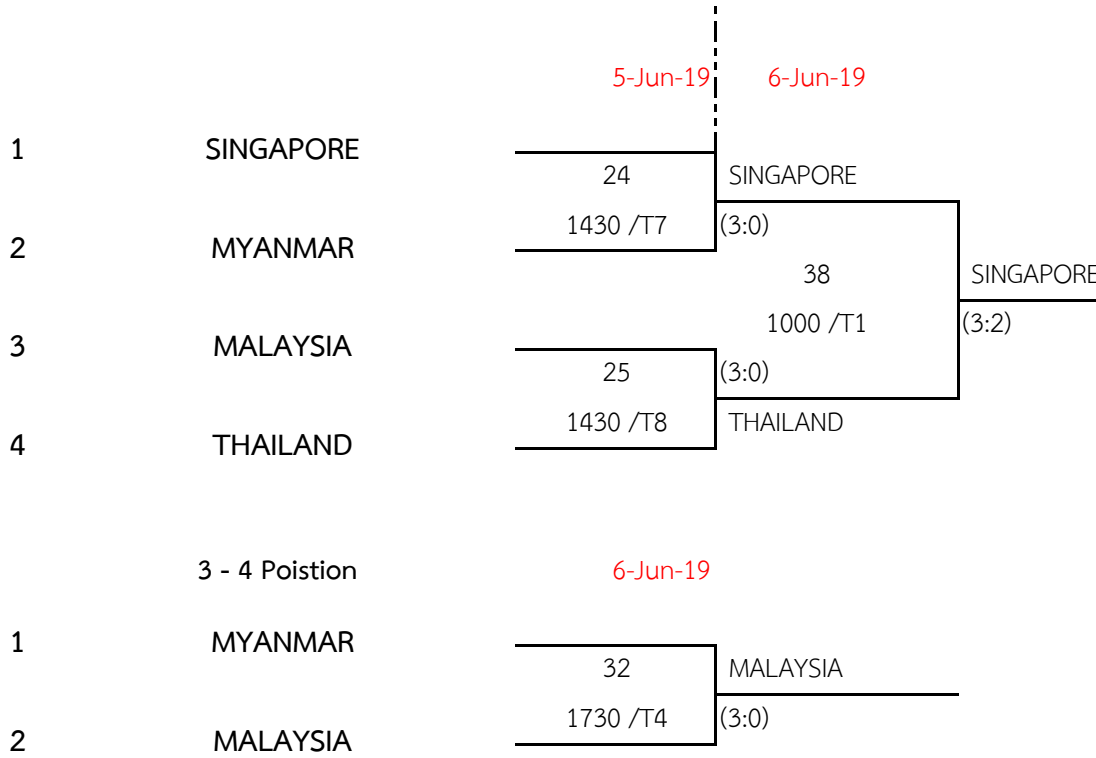 5-Jun-19 6-Jun-19
1 SINGAPORE
24 SINGAPORE
1430 /T7 (3:0)
2 MYANMAR
38 SINGAPORE
1000 /T1 (3:2)
3 MALAYSIA
25 (3:0)
1430 /T8 THAILAND
4 THAILAND
3 - 4 Poistion 6-Jun-19
1 MYANMAR
32 MALAYSIA
1730 /T4 (3:0)
2 MALAYSIA